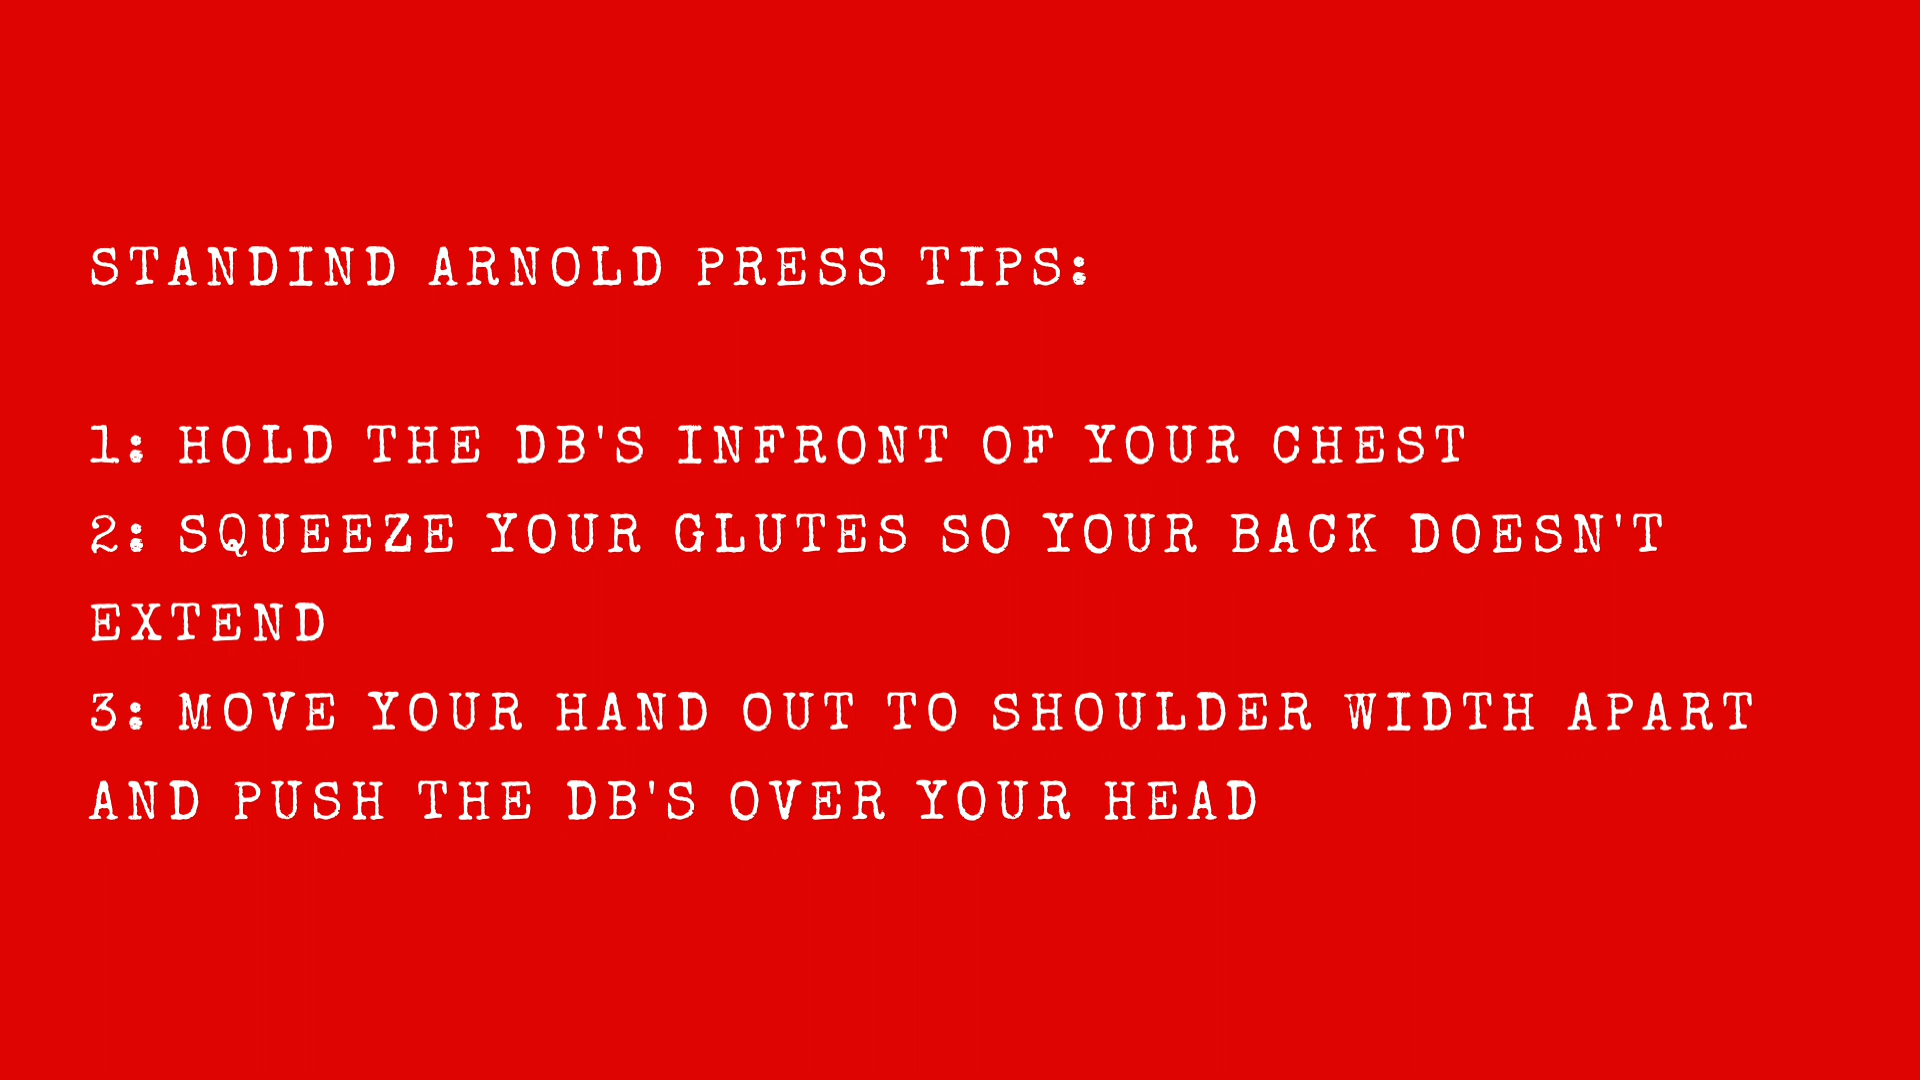 STANDIND ARNOLD PRESS TIPS:
1: HOLD THE DB'S INFRONT OF YOUR CHEST
2: SQUEEZE YOUR GLUTES SO YOUR BACK DOESN'T
EXTEND
3: MOVE YOUR HAND OUT TO SHOULDER WIDTH APART
AND PUSH THE DB'S OVER YOUR HEAD